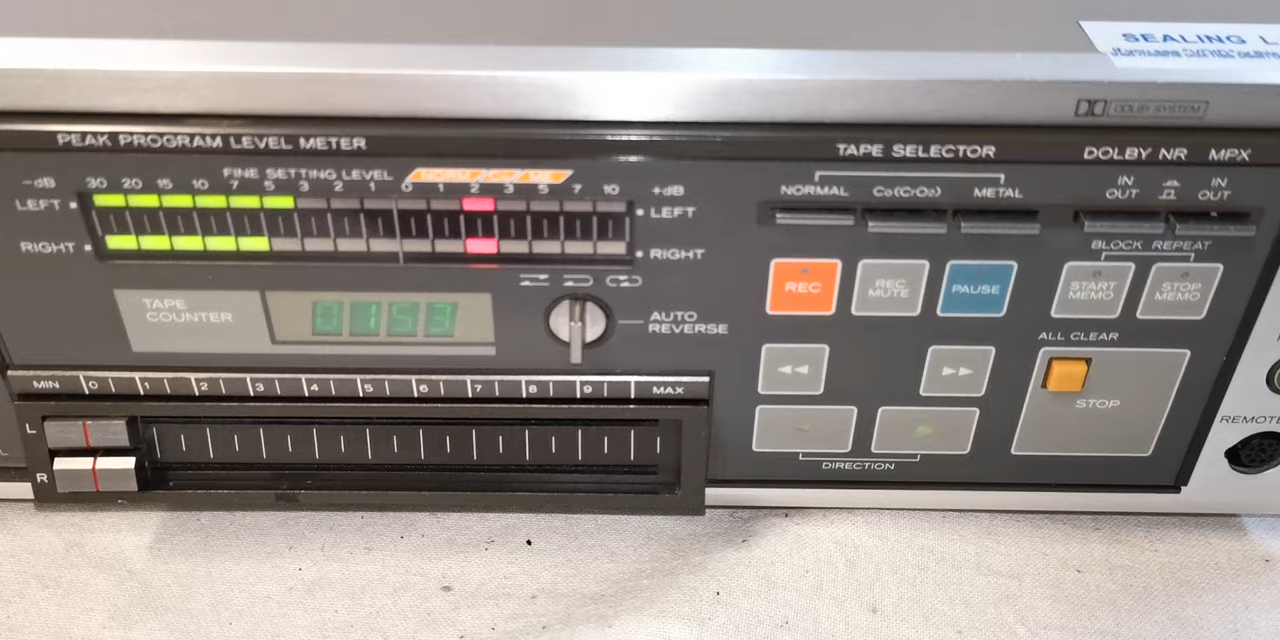 SEALING L
DOLBY SYSTEM
PEAK PROGRAM LEVEL METER
TAPE SELECTOR
DOLBY NR MPX
FINE SETTING LEVEL
-dB 30 20 15 10 7 5 3 2 1 0 2 3 5 7 10 +dB
LEFT
LEFT
RIGHT
RIGHT
NORMAL Co(CrO2) METAL
IN
OUT
IN
OUT
BLOCK REPEAT
TAPE
COUNTER
0153
AUTO
REVERSE
REC
REC
MUTE
PAUSE
START
MEMO
STOP
MEMO
ALL CLEAR
STOP
MIN 0 1 2 3 4 5 6 7 8 9 MAX
L
R
DIRECTION
REMOTE